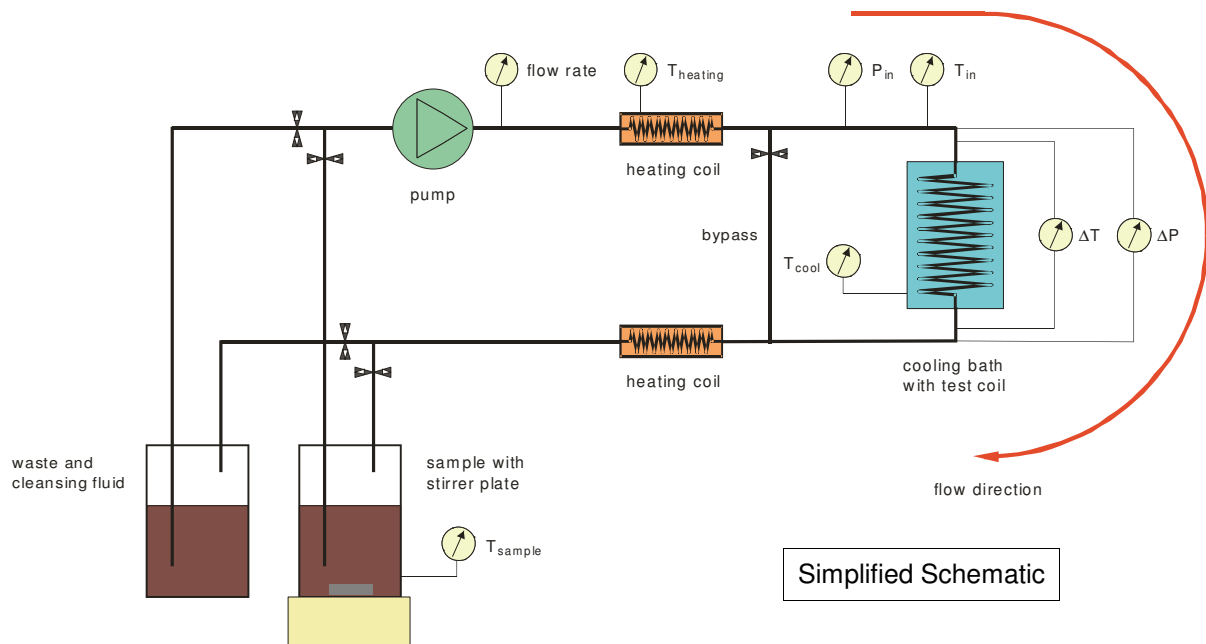 flow rate
T heating
P in
T in
heating coil
pump
bypass
ΔT
ΔP
T cool
heating coil
cooling bath
with test coil
waste and
cleansing fluid
sample with
stirrer plate
flow direction
T sample
Simplified Schematic